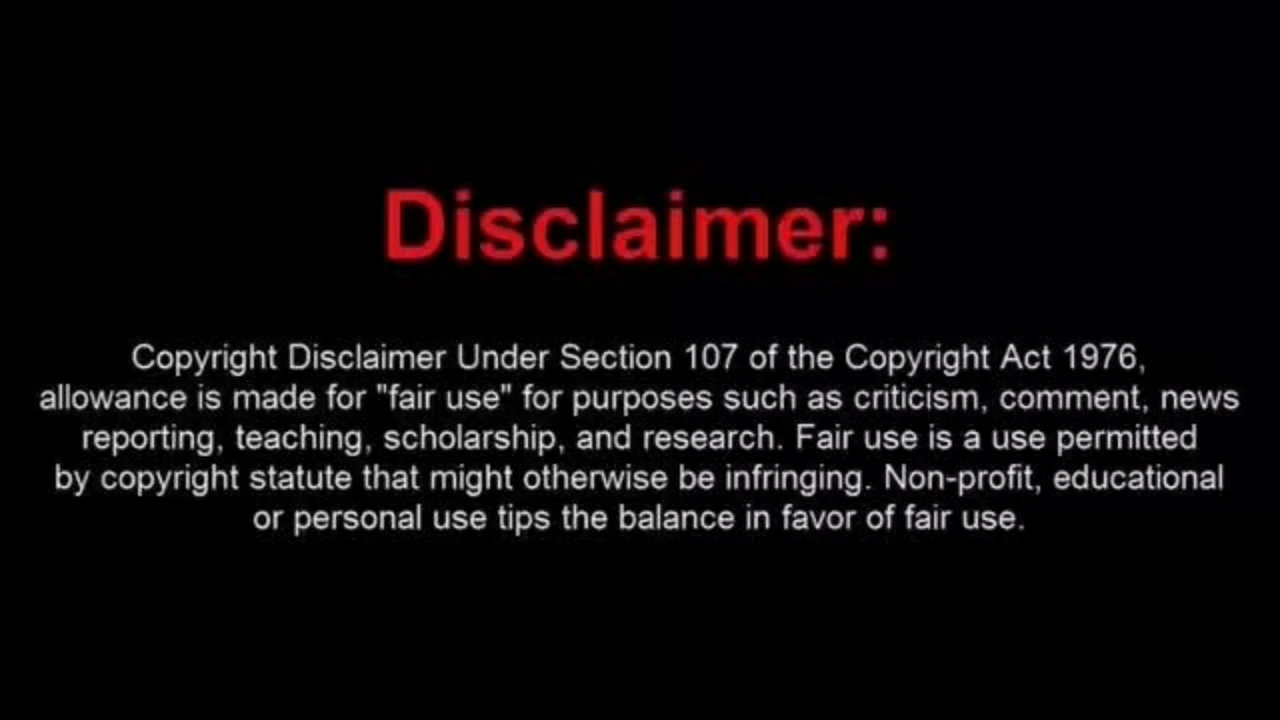 Disclaimer:
Copyright Disclaimer Under Section 107 of the Copyright Act 1976,
allowance is made for "fair use" for purposes such as criticism, comment, news
reporting, teaching, scholarship, and research. Fair use is a use permitted
by copyright statute that might otherwise be infringing. Non-profit, educational
or personal use tips the balance in favor of fair use.